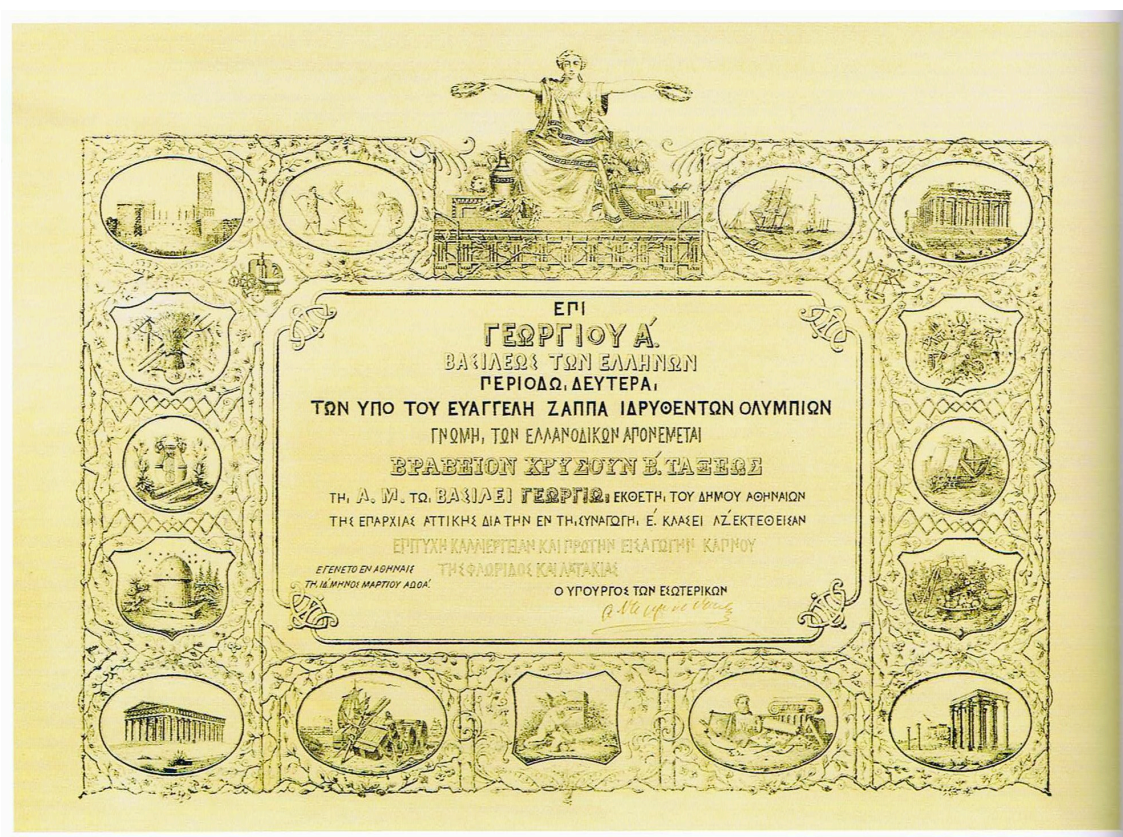 ΕΠΙ
ΓΕΩΡΓΙΟΥ Α΄.
ΒΑΣΙΛΕΩΣ ΤΩΝ ΕΛΛΗΝΩΝ
ΠΕΡΙΟΔΩ, ΔΕΥΤΕΡΑ,
ΤΩΝ ΥΠΟ ΤΟΥ ΕΥΑΓΓΕΛΗ ΖΑΠΠΑ ΙΔΡΥΘΕΝΤΩΝ ΟΛΥΜΠΙΩΝ
ΓΝΩΜΗ, ΤΩΝ ΕΛΛΑΝΟΔΙΚΩΝ ΑΠΟΝΕΜΕΤΑΙ
ΒΡΑΒΕΙΟΝ ΧΡΥΣΟΥΝ Β΄. ΤΑΞΕΩΣ
ΤΗ, Α. Μ. ΤΩ, ΒΑΣΙΛΕΙ ΓΕΩΡΓΙΩ, ΕΚΘΕΤΗ, ΤΟΥ ΔΗΜΟΥ ΑΘΗΝΑΙΩΝ
ΤΗΣ ΕΠΑΡΧΙΑΣ ΑΤΤΙΚΗΣ ΔΙΑ ΤΗΝ ΕΝ ΤΗ, ΣΥΝΑΓΩΓΗ, Ε΄. ΚΛΑΣΕΙ ΛΖ΄. ΕΚΤΕΘΕΙΣΑΝ
ΕΠΙΤΥΧΗ ΚΑΛΛΙΕΡΓΕΙΑΝ ΚΑΙ ΠΡΩΤΗΝ ΕΙΣΑΓΩΓΗΝ ΚΑΠΝΟΥ
ΤΗΣ ΦΛΩΡΙΔΟΣ ΚΑΙ ΛΑΤΑΚΙΑΣ
ΕΓΕΝΕΤΟ ΕΝ ΑΘΗΝΑΙΣ
ΤΗ, ΙΔ΄. ΜΗΝΟΣ ΜΑΡΤΙΟΥ ΑΩΟΑ΄.
Ο ΥΠΟΥΡΓΟΣ ΤΩΝ ΕΣΩΤΕΡΙΚΩΝ